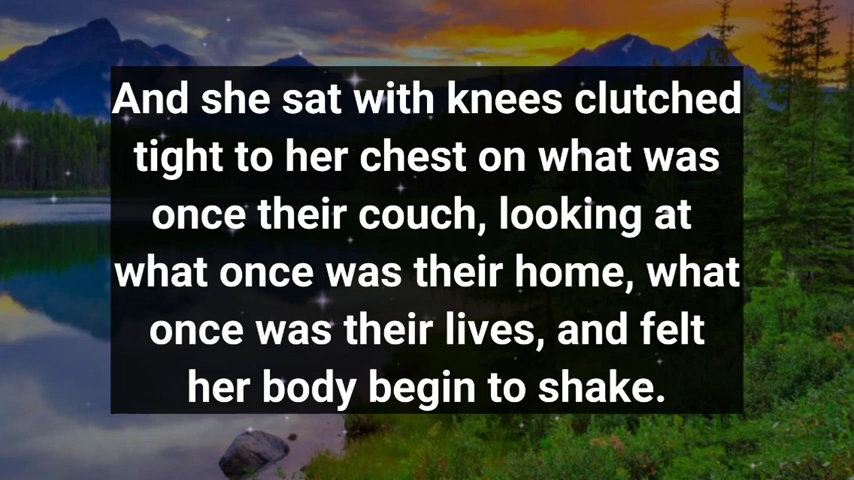 And she sat with knees clutched
tight to her chest on what was
once their couch, looking at
what once was their home, what
once was their lives, and felt
her body begin to shake.